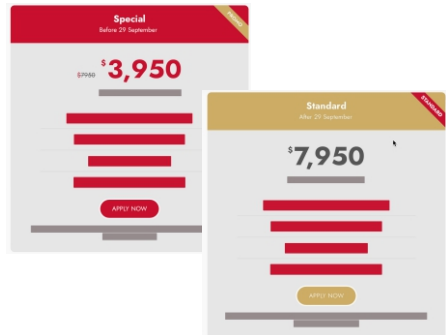 Special
Before 29 September
$7950 $3,950
APPLY NOW
Standard
After 29 September
STANDARD
$7,950
APPLY NOW